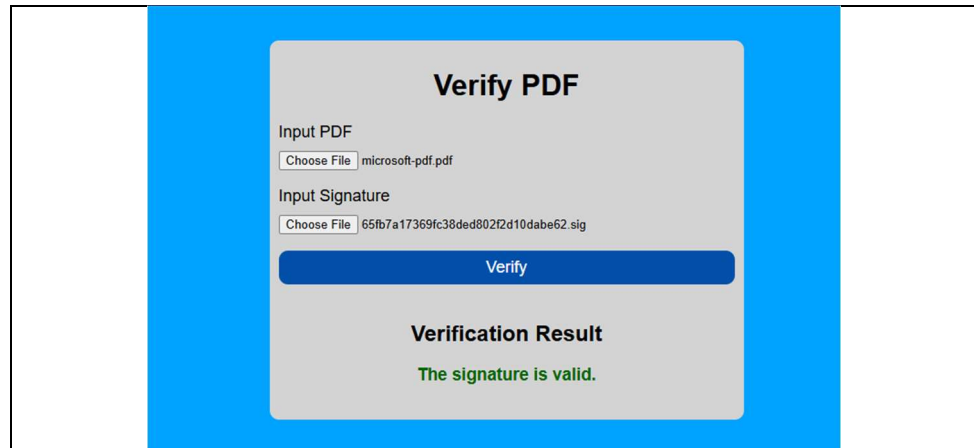 Verify PDF
Input PDF
Choose File microsoft-pdf.pdf
Input Signature
Choose File 65fb7a17369fc38ded802f2d10dabe62.sig
Verify
Verification Result
The signature is valid.